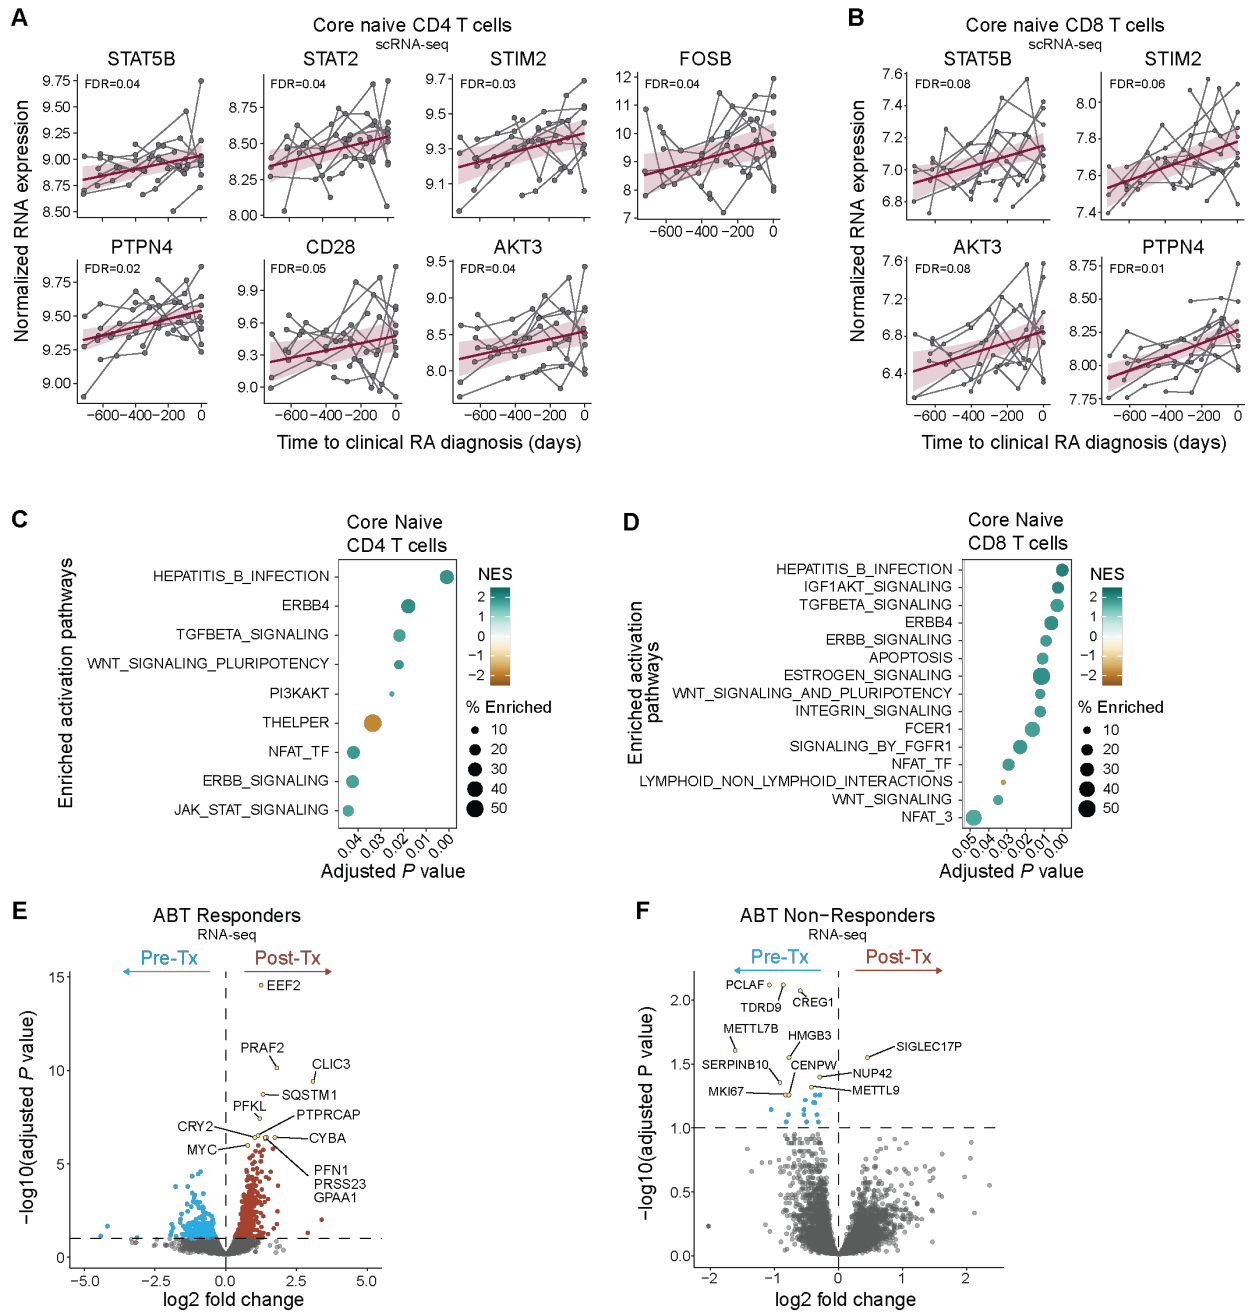 A
Core naive CD4 T cells
scRNA-seq
STAT5B
STAT2
STIM2
FOSB
FDR=0.04
FDR=0.04
FDR=0.03
FDR=0.04
9.75
9.50
9.25
9.00
8.75
8.50
8.75
8.50
8.25
8.00
9.7
9.5
9.3
9.1
12
11
10
9
8
7
−600 −400 −200 0
PTPN4
CD28
AKT3
FDR=0.02
FDR=0.05
FDR=0.04
9.75
9.50
9.25
9.00
9.9
9.6
9.3
9.0
9.5
9.0
8.5
8.0
−600 −400 −200 0
−600 −400 −200 0
−600 −400 −200 0
Normalized RNA expression
Time to clinical RA diagnosis (days)
B
Core naive CD8 T cells
scRNA-seq
STAT5B
STIM2
FDR=0.08
FDR=0.06
7.6
7.4
7.2
7.0
6.8
8.0
7.8
7.6
7.4
AKT3
PTPN4
FDR=0.08
FDR=0.01
7.6
7.2
6.8
6.4
8.75
8.50
8.25
8.00
7.75
−600 −400 −200 0
−600 −400 −200 0
Normalized RNA expression
Time to clinical RA diagnosis (days)
C
Core Naive
CD4 T cells
Enriched activation pathways
HEPATITIS_B_INFECTION
ERBB4
TGFBETA_SIGNALING
WNT_SIGNALING_PLURIPOTENCY
PI3KAKT
THELPER
NFAT_TF
ERBB_SIGNALING
JAK_STAT_SIGNALING
0.04 0.03 0.02 0.01 0.00
Adjusted P value
NES
2
1
0
−1
−2
% Enriched
10
20
30
40
50
D
Core Naive
CD8 T cells
Enriched activation
pathways
HEPATITIS_B_INFECTION
IGF1AKT_SIGNALING
TGFBETA_SIGNALING
ERBB4
ERBB_SIGNALING
APOPTOSIS
ESTROGEN_SIGNALING
WNT_SIGNALING_AND_PLURIPOTENCY
INTEGRIN_SIGNALING
FCER1
SIGNALING_BY_FGFR1
NFAT_TF
LYMPHOID_NON_LYMPHOID_INTERACTIONS
WNT_SIGNALING
NFAT_3
0.05 0.04 0.03 0.02 0.01 0.00
Adjusted P value
NES
2
1
0
−1
−2
% Enriched
10
20
30
40
50
E
ABT Responders
RNA-seq
Pre-Tx
Post-Tx
EEF2
PRAF2
CLIC3
SQSTM1
PFKL
PTPRCAP
CRY2
CYBA
MYC
PFN1
PRSS23
GPAA1
15
10
5
0
−5.0 −2.5 0.0 2.5 5.0
−log10(adjusted P value)
log2 fold change
F
ABT Non−Responders
RNA-seq
Pre-Tx
Post-Tx
PCLAF
TDRD9
CREG1
METTL7B
HMGB3
SIGLEC17P
SERPINB10
CENPW
NUP42
MKI67
METTL9
2.0
1.5
1.0
0.5
0.0
−2 −1 0 1 2
−log10(adjusted P value)
log2 fold change